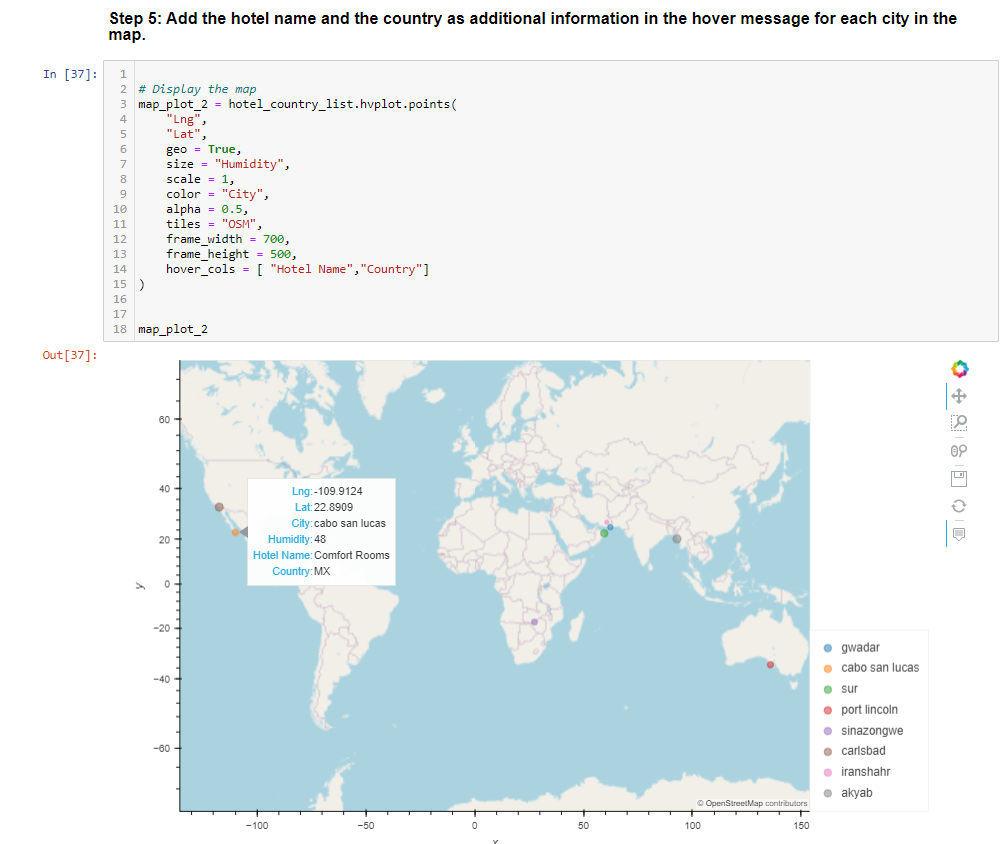 Step 5: Add the hotel name and the country as additional information in the hover message for each city in the
map.
In [37]:
1
2 # Display the map
3 map_plot_2 = hotel_country_list.hvplot.points(
4 "Lng",
5 "Lat",
6 geo = True,
7 size = "Humidity",
8 scale = 1,
9 color = "City",
10 alpha = 0.5,
11 tiles = "OSM",
12 frame_width = 700,
13 frame_height = 500,
14 hover_cols = [ "Hotel Name","Country"]
15 )
16
17
18 map_plot_2
Out[37]:
60
40
20
0
−20
−40
−60
y
Lng: -109.9124
Lat: 22.8909
City: cabo san lucas
Humidity: 48
Hotel Name: Comfort Rooms
Country: MX
gwadar
cabo san lucas
sur
port lincoln
sinazongwe
carlsbad
iranshahr
akyab
© OpenStreetMap contributors
−100 −50 0 50 100 150